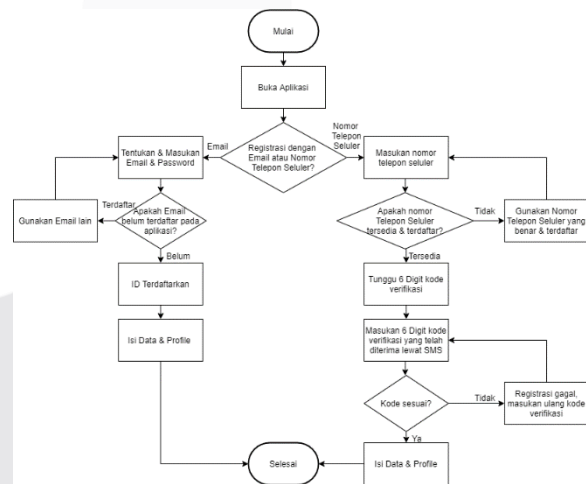 Mulai
Buka Aplikasi
Registrasi dengan
Email atau Nomor
Telepon Seluler?
Email
Nomor
Telepon
Seluler
Tentukan & Masukan
Email & Password
Masukan nomor
telepon seluler
Terdaftar
Gunakan Email lain
Apakah Email
belum terdaftar pada
aplikasi?
Apakah nomor
Telepon Seluler
tersedia & terdaftar?
Tidak
Gunakan Nomor
Telepon Seluler yang
benar & terdaftar
Belum
Tersedia
ID Terdaftarkan
Tunggu 6 Digit kode
verifikasi
Isi Data & Profile
Masukan 6 Digit kode
verifikasi yang telah
diterima lewat SMS
Kode sesuai?
Tidak
Registrasi gagal,
masukan ulang kode
verifikasi
Ya
Selesai
Isi Data & Profile